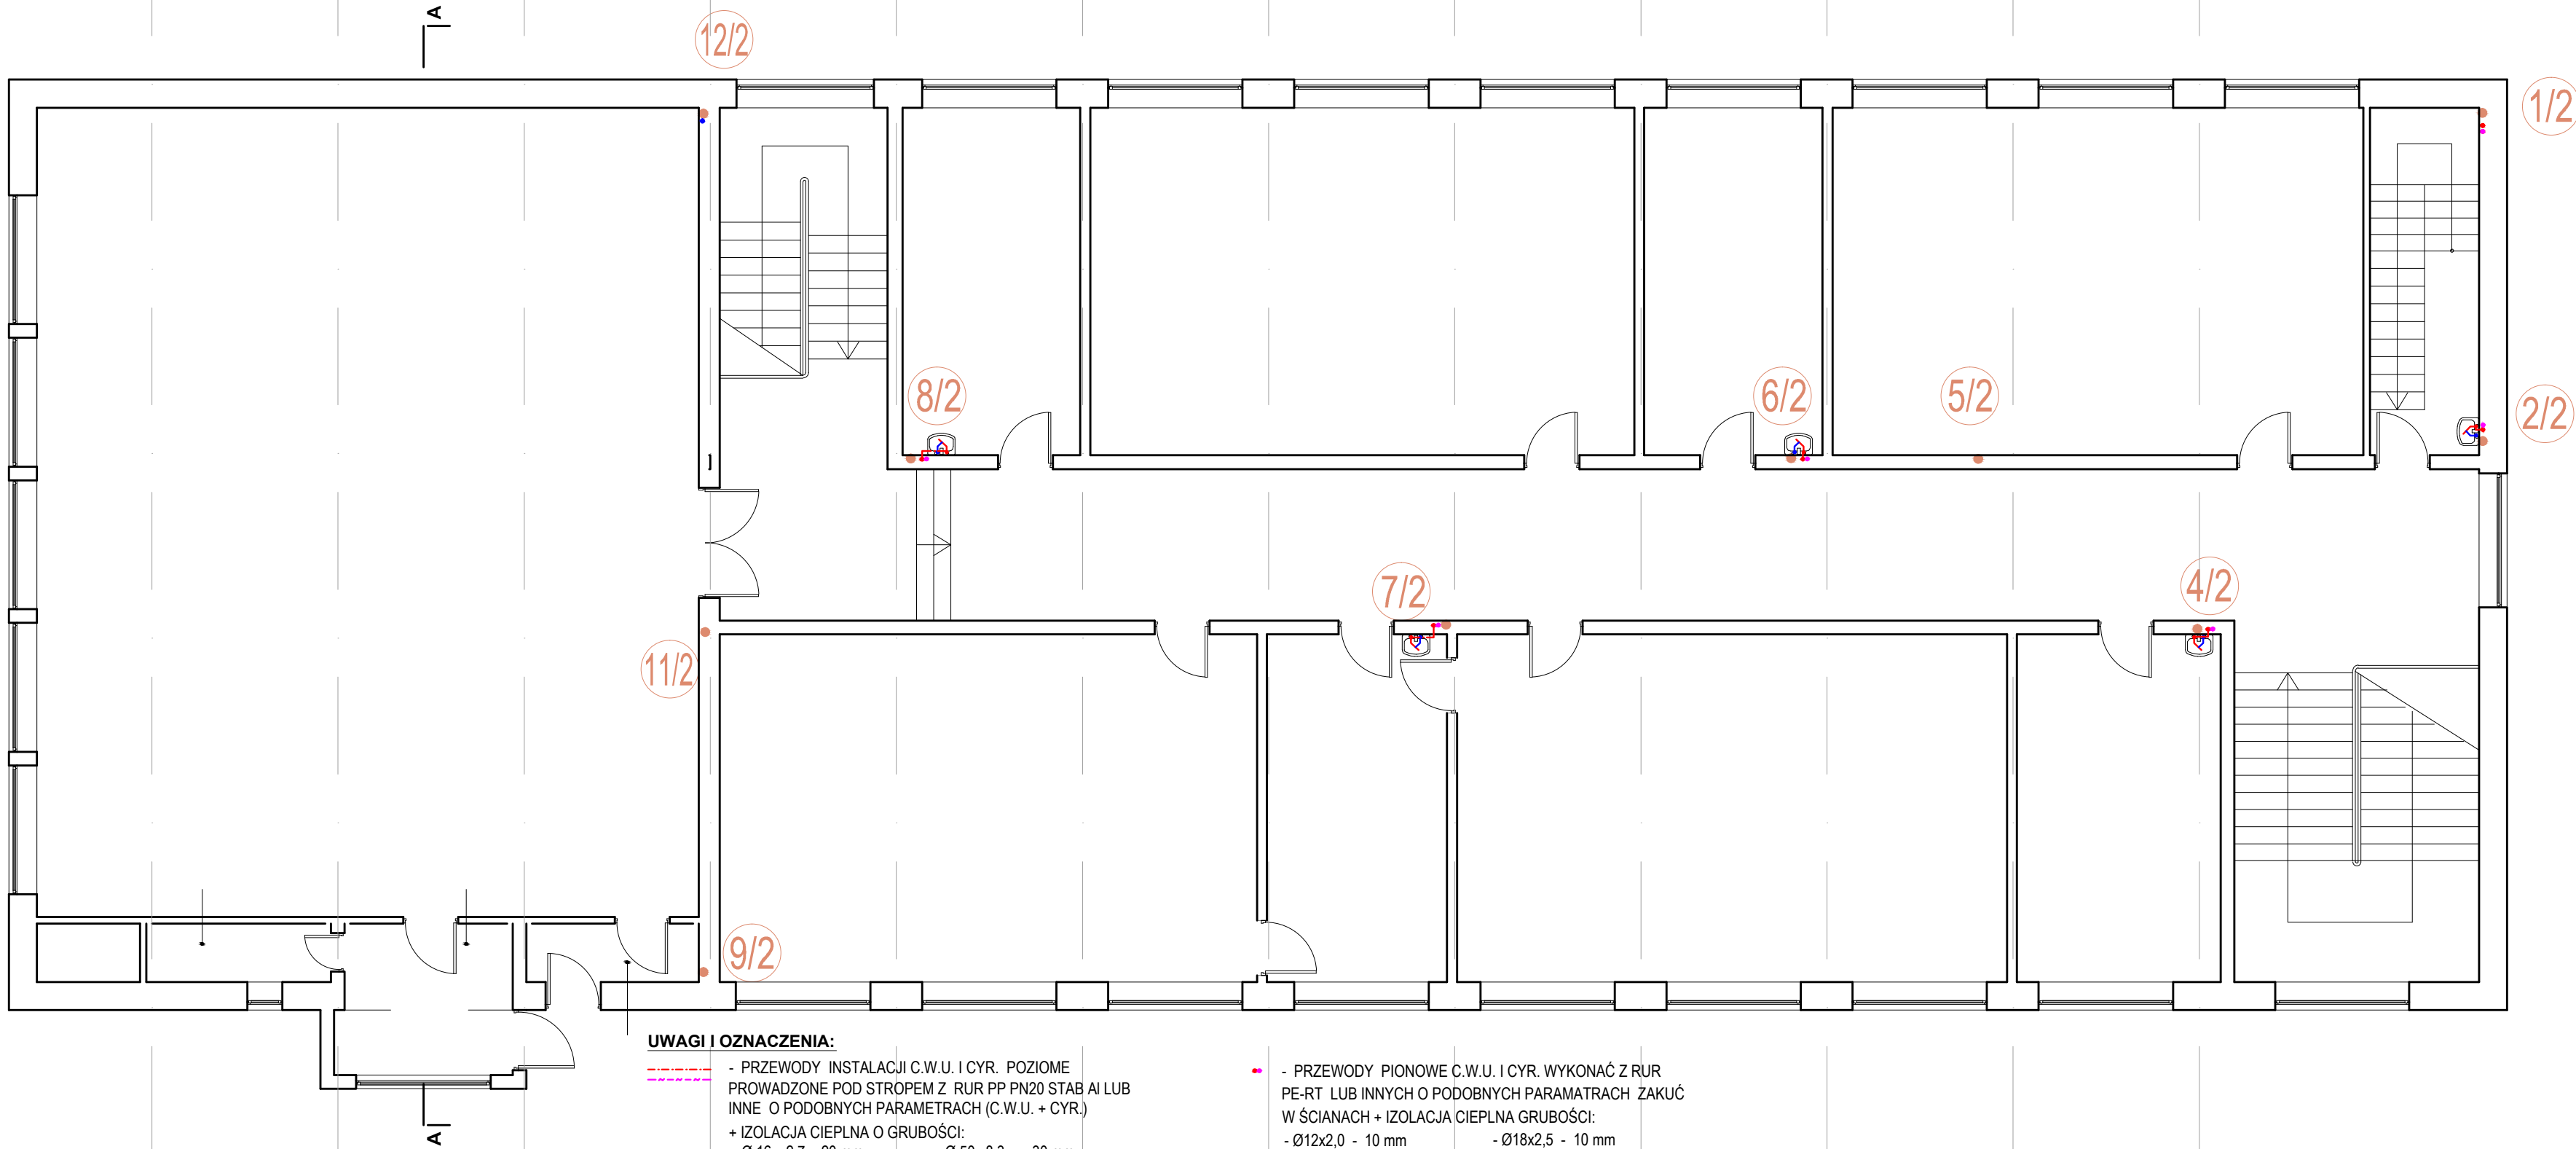 A
12/2
1/2
8/2
6/2
5/2
2/2
7/2
4/2
11/2
9/2
UWAGI I OZNACZENIA:
- PRZEWODY INSTALACJI C.W.U. I CYR. POZIOME
PROWADZONE POD STROPEM Z RUR PP PN20 STAB Al LUB
INNE O PODOBNYCH PARAMETRACH (C.W.U. + CYR.)
+ IZOLACJA CIEPLNA O GRUBOŚCI:
- PRZEWODY PIONOWE C.W.U. I CYR. WYKONAĆ Z RUR
PE-RT LUB INNYCH O PODOBNYCH PARAMATRACH ZAKUĆ
W ŚCIANACH + IZOLACJA CIEPLNA GRUBOŚCI:
- Ø12x2,0 - 10 mm - Ø18x2,5 - 10 mm
A